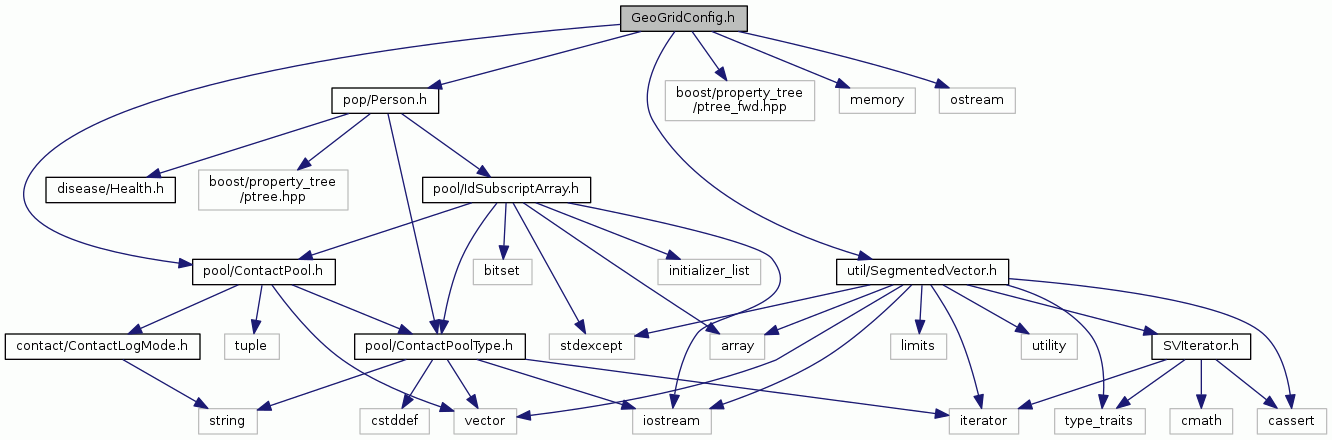 GeoGridConfig.h
pop/Person.h
boost/property_tree
/ptree_fwd.hpp
memory
ostream
disease/Health.h
boost/property_tree
/ptree.hpp
pool/IdSubscriptArray.h
pool/ContactPool.h
bitset
initializer_list
util/SegmentedVector.h
contact/ContactLogMode.h
tuple
pool/ContactPoolType.h
stdexcept
array
limits
utility
SVIterator.h
string
cstddef
vector
iostream
iterator
type_traits
cmath
cassert